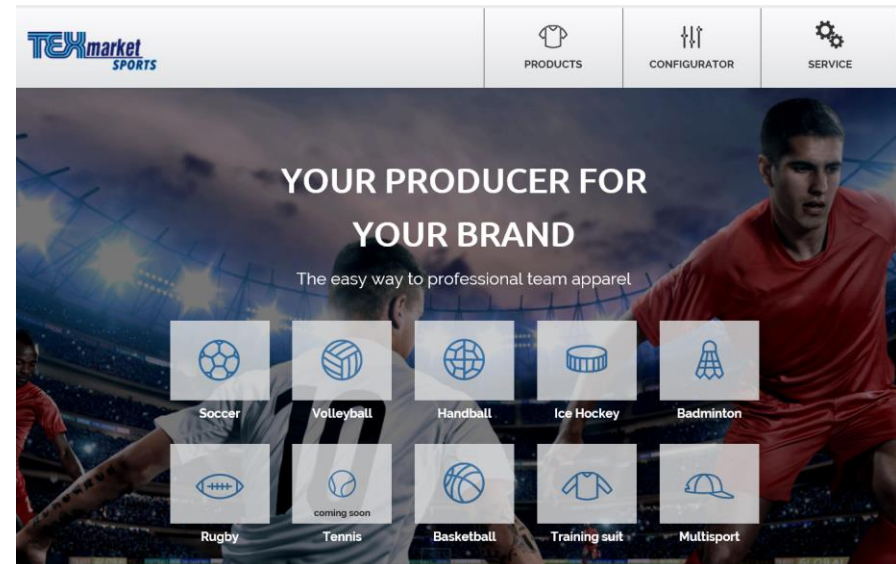 TEXmarket
SPORTS
PRODUCTS
CONFIGURATOR
SERVICE
YOUR PRODUCER FOR
YOUR BRAND
The easy way to professional team apparel
Soccer
Volleyball
Handball
Ice Hockey
Badminton
coming soon
Rugby
Tennis
Basketball
Training suit
Multisport
10